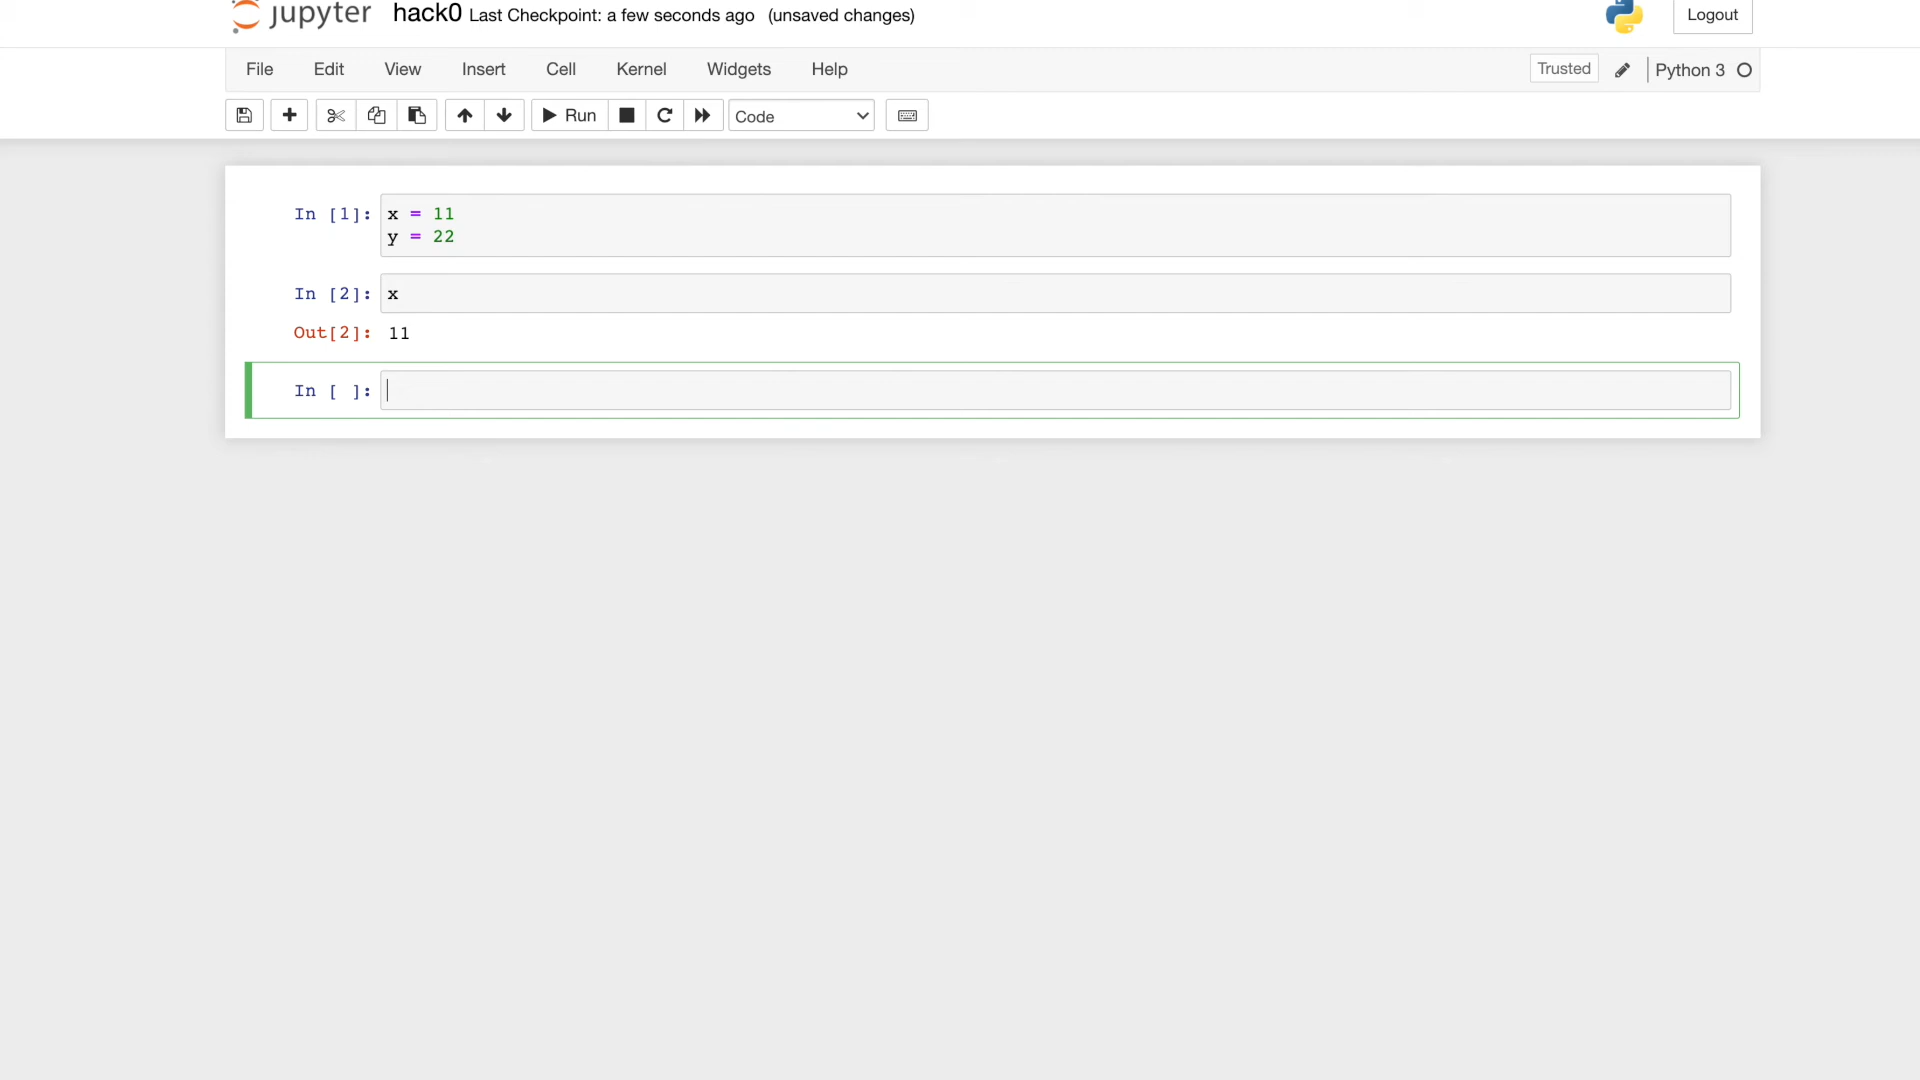 jupyter hack0 Last Checkpoint: a few seconds ago (unsaved changes) Logout
File Edit View Insert Cell Kernel Widgets Help Trusted Python 3
Run Code
In [1]: x = 11
y = 22
In [2]: x
Out[2]: 11
In [ ]: